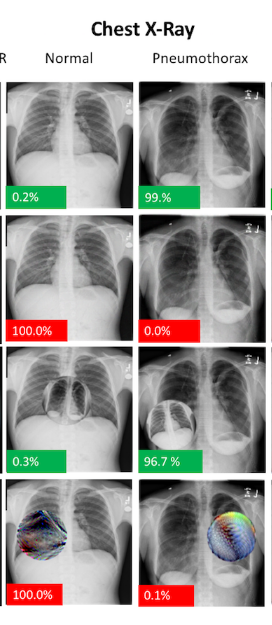 Chest X-Ray
R Normal Pneumothorax
0.2% 99.%
100.0% 0.0%
0.3% 96.7 %
100.0% 0.1%